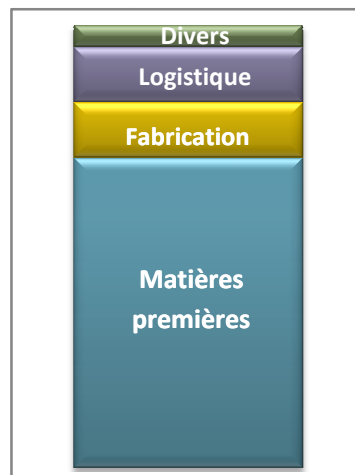 Divers
Logistique
Fabrication
Matières
premières